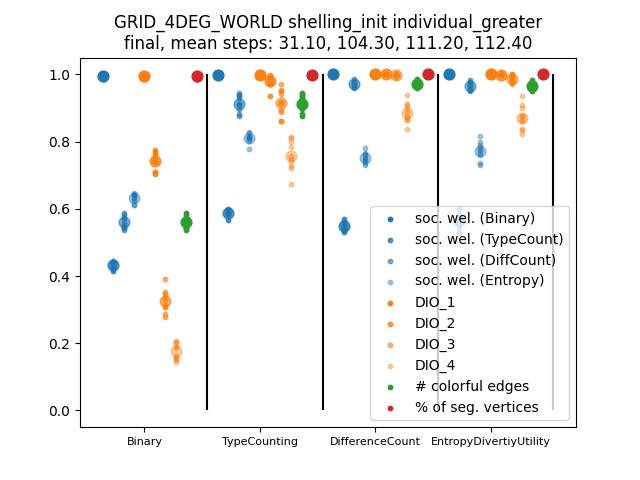 GRID_4DEG_WORLD shelling_init individual_greater
final, mean steps: 31.10, 104.30, 111.20, 112.40
1.0
0.8
0.6
0.4
0.2
0.0
soc. wel. (Binary)
soc. wel. (TypeCount)
soc. wel. (DiffCount)
soc. wel. (Entropy)
DIO_1
DIO_2
DIO_3
DIO_4
# colorful edges
% of seg. vertices
Binary TypeCounting DifferenceCount EntropyDivertiyUtility